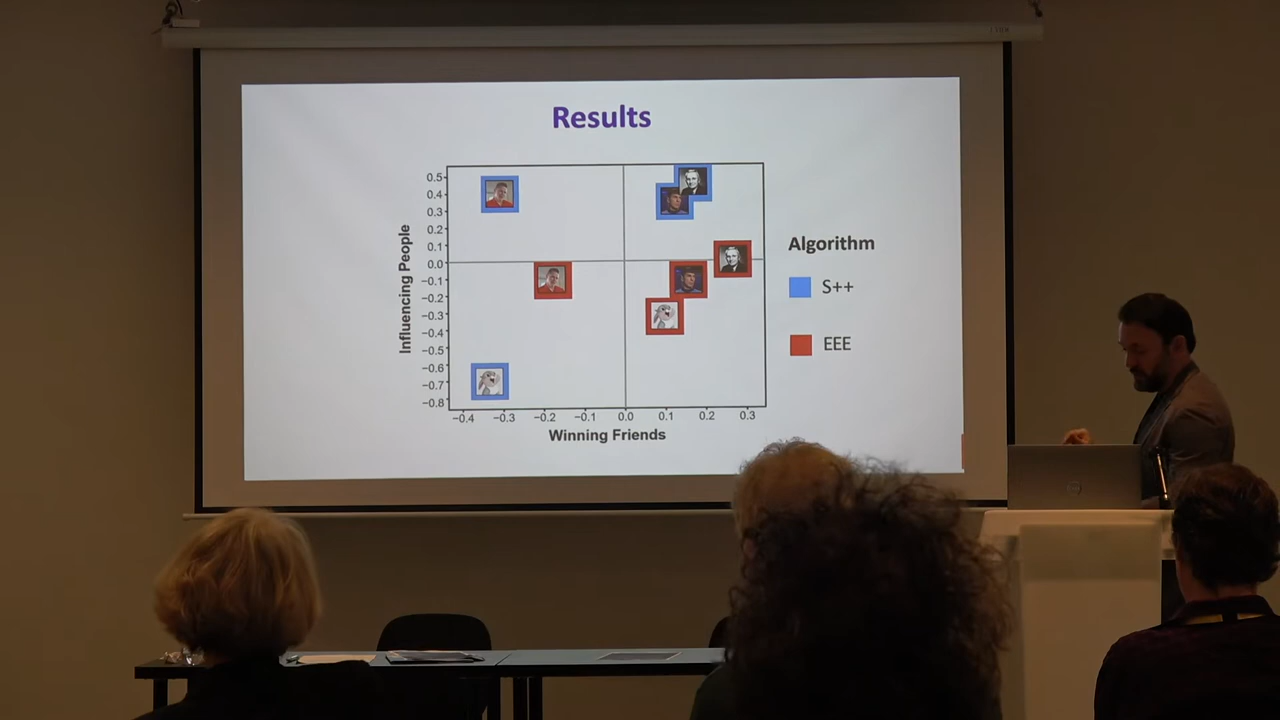 Results
Influencing People
0.5
0.4
0.3
0.2
0.1
0.0
−0.1
−0.2
−0.3
−0.4
−0.5
−0.6
−0.7
−0.8
−0.4 −0.3 −0.2 −0.1 0.0 0.1 0.2 0.3
Winning Friends
Algorithm
S++
EEE